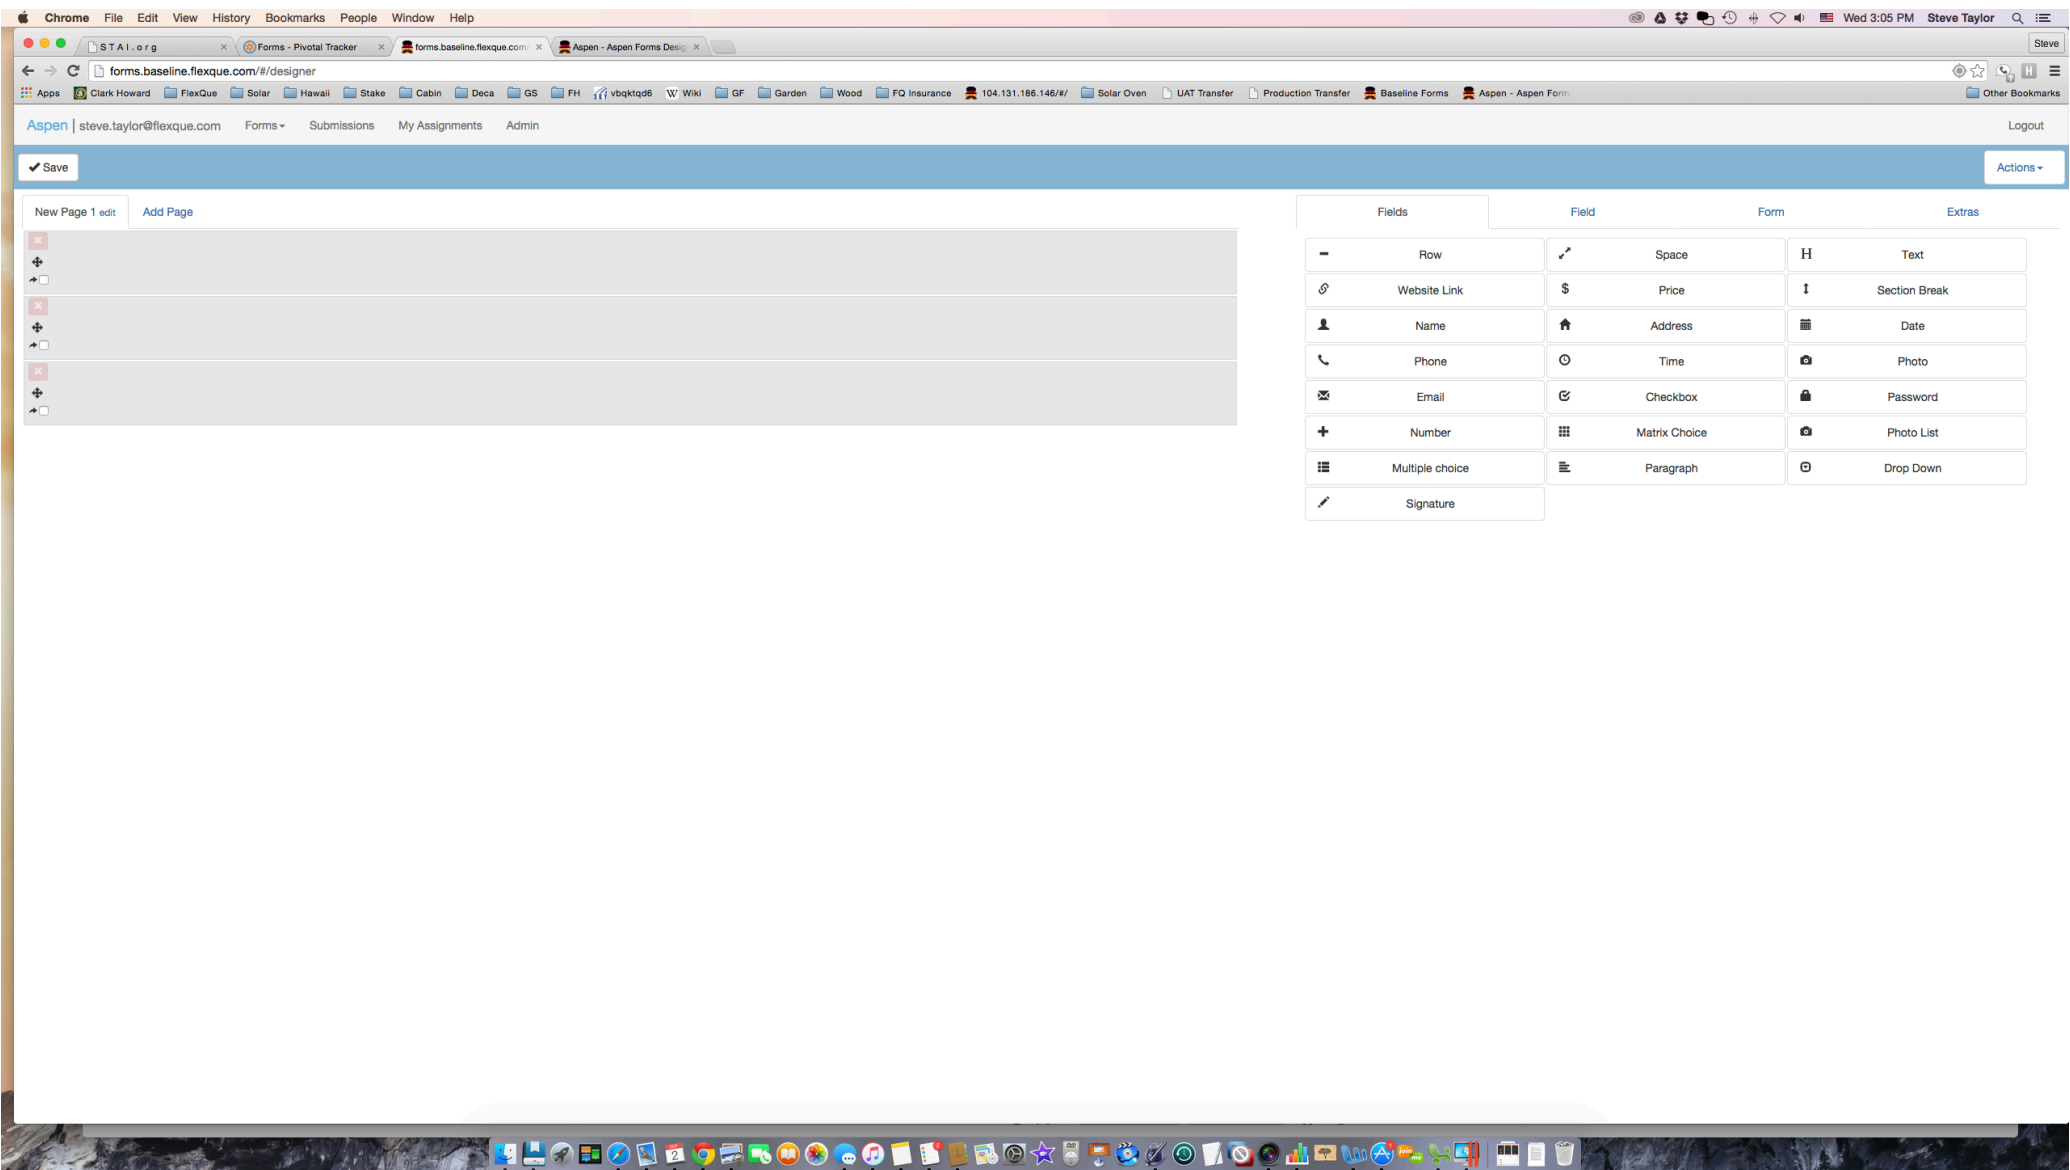 Chrome File Edit View History Bookmarks People Window Help Wed 3:05 PM Steve Taylor
S T A I . o r g Forms - Pivotal Tracker forms.baseline.flexque.com/ Aspen - Aspen Forms Desig Steve
forms.baseline.flexque.com/#/designer
Apps Clark Howard FlexQue Solar Hawaii Stake Cabin Deca GS FH vbqktqd6 W Wiki GF Garden Wood FQ Insurance 104.131.186.146/#/ Solar Oven UAT Transfer Production Transfer Baseline Forms Aspen - Aspen Form Other Bookmarks
Aspen | steve.taylor@flexque.com Forms Submissions My Assignments Admin Logout
Save Actions
New Page 1 edit Add Page Fields Field Form Extras
Row Space H Text
Website Link $ Price Section Break
Name Address Date
Phone Time Photo
Email Checkbox Password
Number Matrix Choice Photo List
Multiple choice Paragraph Drop Down
Signature